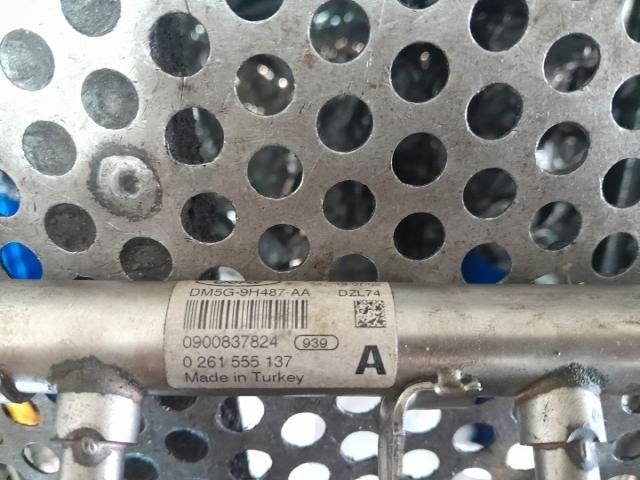 DM5G-9H487-AA DZL74
0900837824 939
0 261 555 137
Made in Turkey
A